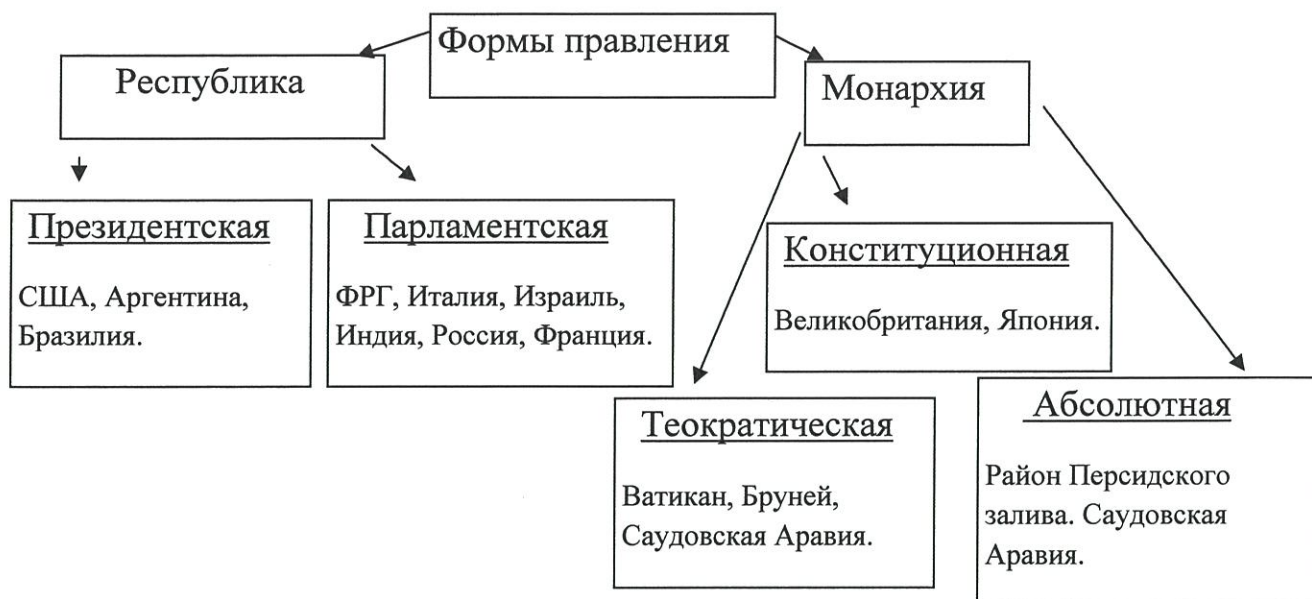 Формы правления
Республика
Монархия
Президентская
США, Аргентина,
Бразилия.
Парламентская
ФРГ, Италия, Израиль,
Индия, Россия, Франция.
Конституционная
Великобритания, Япония.
Теократическая
Ватикан, Бруней,
Саудовская Аравия.
Абсолютная
Район Персидского
залива. Саудовская
Аравия.